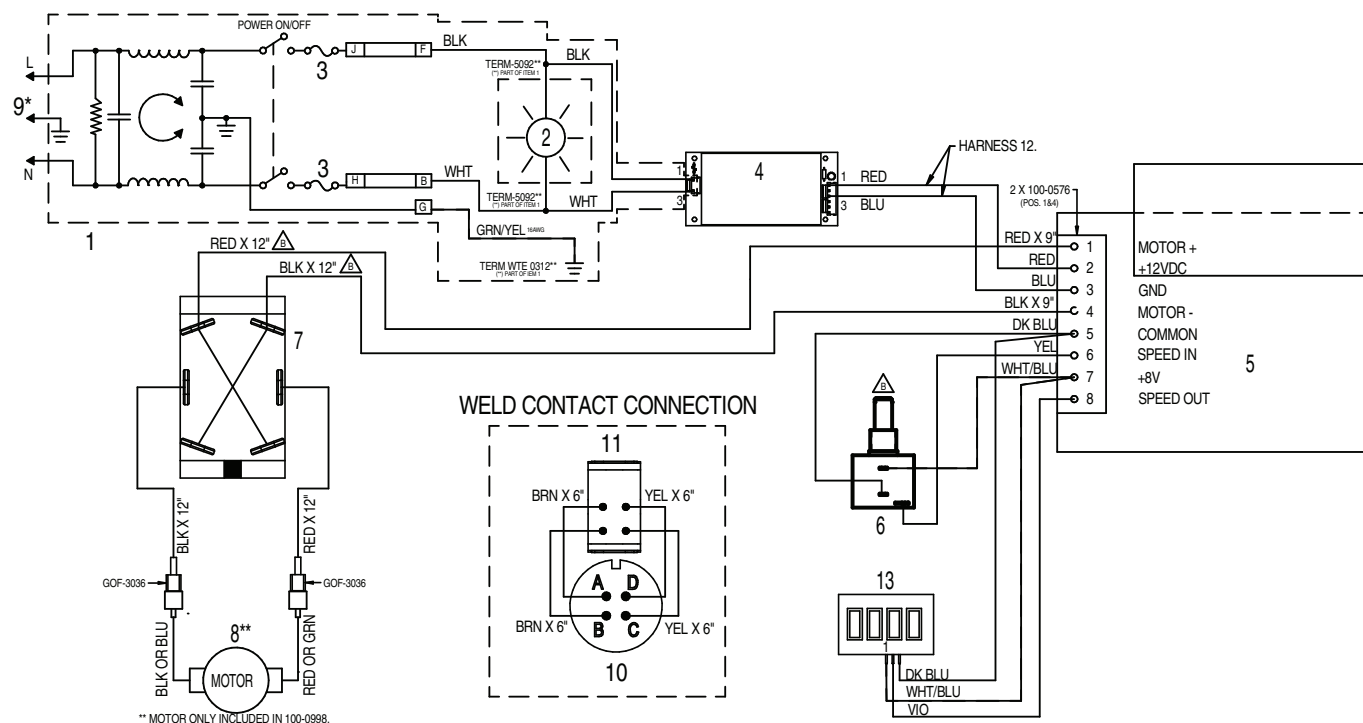 POWER ON/OFF
L
9*
N
3
3
J
F
BLK
H
B
WHT
G
TERM-5092**
(**) PART OF ITEM 1
BLK
2
TERM-5092**
(**) PART OF ITEM 1
WHT
GRN/YEL 16AWG
TERM WTE 0312**
(**) PART OF IEM 1
1
1
3
4
1
3
RED
BLU
HARNESS 12.
2 X 100-0576
(POS. 1&4)
RED X 9"
1
MOTOR +
RED
2
+12VDC
BLU
3
GND
BLK X 9"
4
MOTOR -
DK BLU
5
COMMON
YEL
6
SPEED IN
WHT/BLU
7
+8V
8
SPEED OUT
5
RED X 12"
B
BLK X 12"
B
7
BLK X 12"
RED X 12"
GOF-3036
GOF-3036
BLK OR BLU
8**
MOTOR
RED OR GRN
** MOTOR ONLY INCLUDED IN 100-0998.
WELD CONTACT CONNECTION
11
BRN X 6"
YEL X 6"
A
D
B
C
BRN X 6"
YEL X 6"
10
B
6
13
1
DK BLU
WHT/BLU
VIO